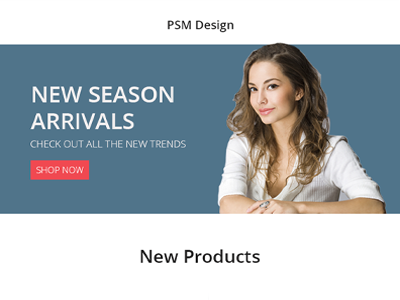 PSM Design
NEW SEASON
ARRIVALS
CHECK OUT ALL THE NEW TRENDS
SHOP NOW
New Products